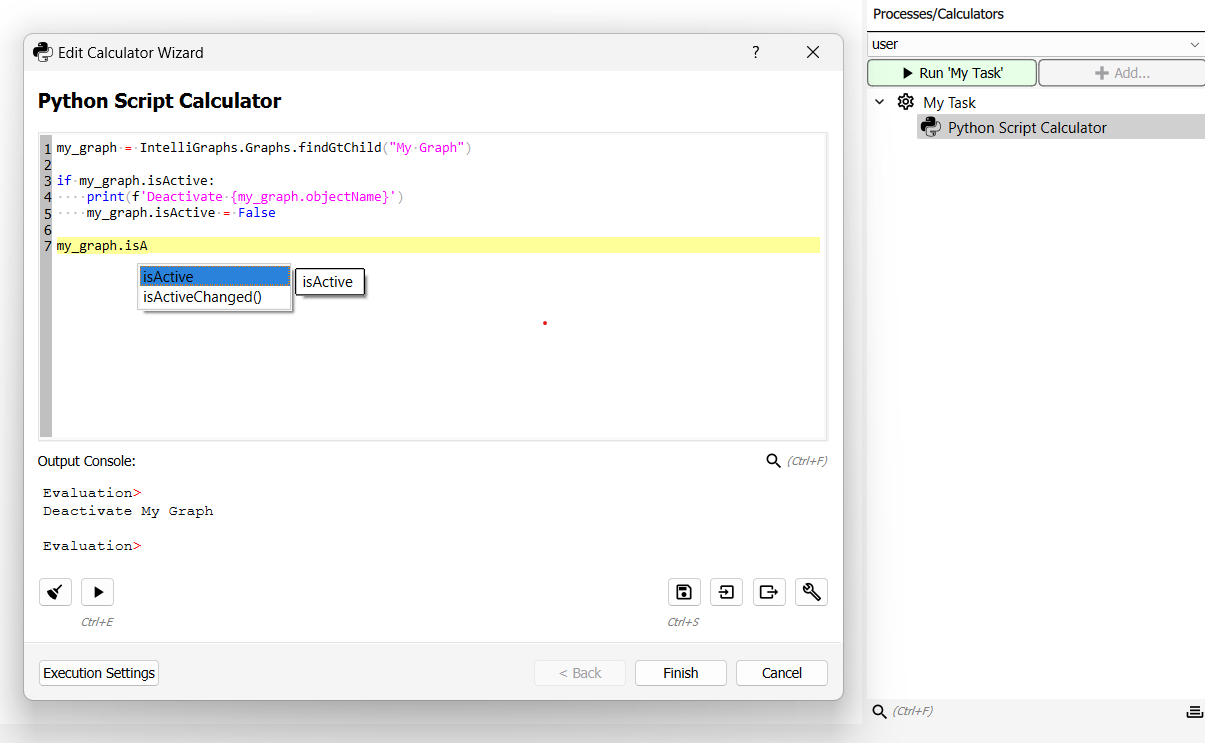 Edit Calculator Wizard
?
Python Script Calculator
1 my_graph = IntelliGraphs.Graphs.findGtChild("My Graph")
2
3 if my_graph.isActive:
4 ····print(f'Deactivate {my_graph.objectName}')
5 ····my_graph.isActive = False
6
7 my_graph.isA
isActive
isActiveChanged()
isActive
Output Console:
(Ctrl+F)
Evaluation>
Deactivate My Graph
Evaluation>
Ctrl+E
Ctrl+S
Execution Settings
< Back
Finish
Cancel
Processes/Calculators
user
Run 'My Task'
Add...
My Task
Python Script Calculator
(Ctrl+F)